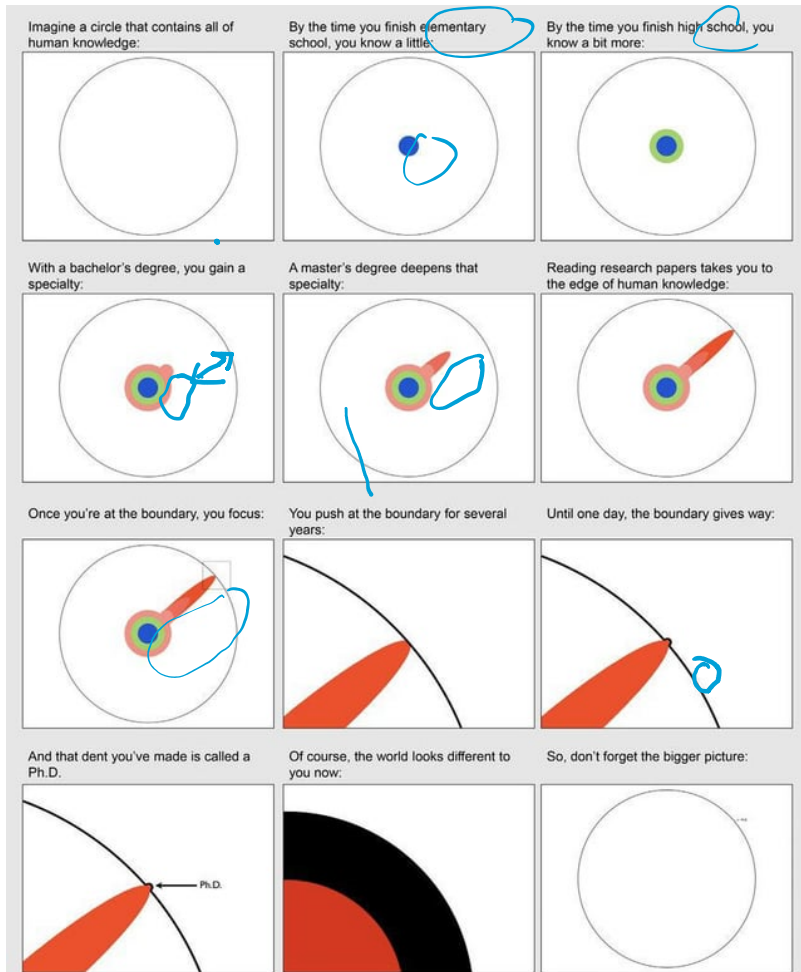 Imagine a circle that contains all of
human knowledge:
By the time you finish elementary
school, you know a little:
By the time you finish high school, you
know a bit more:
With a bachelor's degree, you gain a
specialty:
A master's degree deepens that
specialty:
Reading research papers takes you to
the edge of human knowledge:
Once you're at the boundary, you focus:
You push at the boundary for several
years:
Until one day, the boundary gives way:
And that dent you've made is called a
Ph.D.
Ph.D.
Of course, the world looks different to
you now:
So, don't forget the bigger picture: